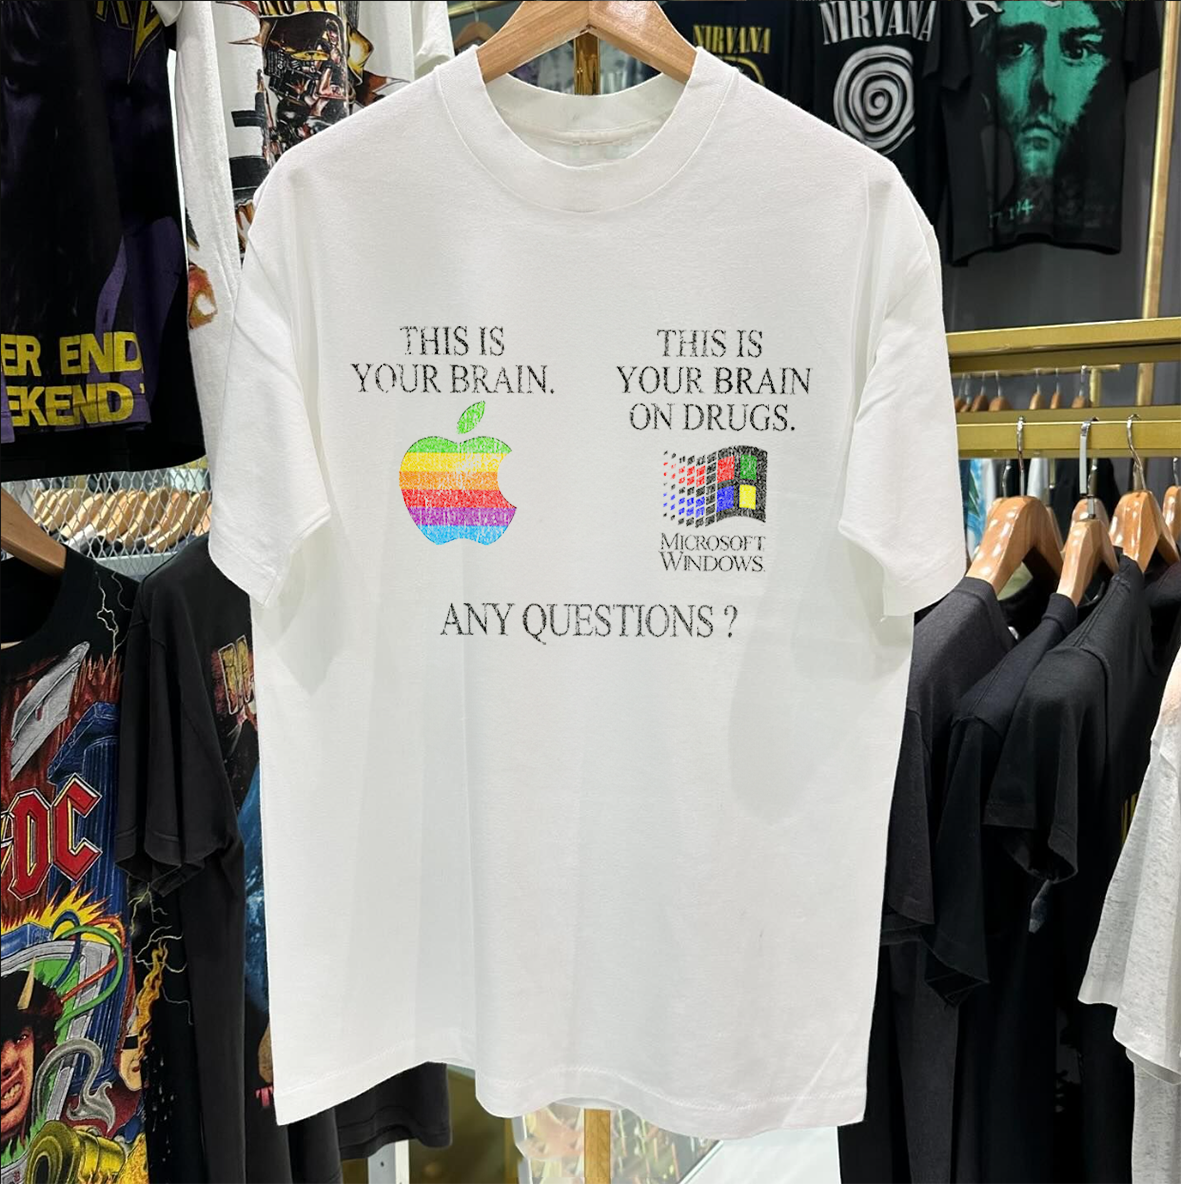 NIRVANA
NIRVANA
ER END
EKEND
THIS IS
YOUR BRAIN.
THIS IS
YOUR BRAIN
ON DRUGS.
MICROSOFT
WINDOWS.
ANY QUESTIONS ?
DC